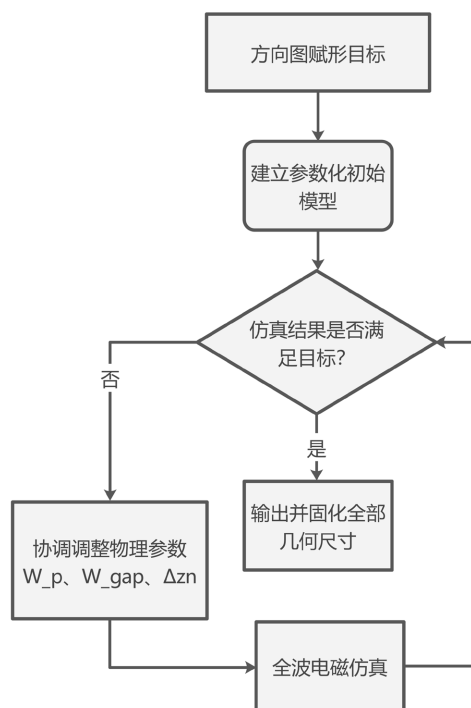 方向图赋形目标
建立参数化初始
模型
仿真结果是否满
足目标?
否
是
输出并固化全部
几何尺寸
协调调整物理参数
W_p、W_gap、Δzn
全波电磁仿真